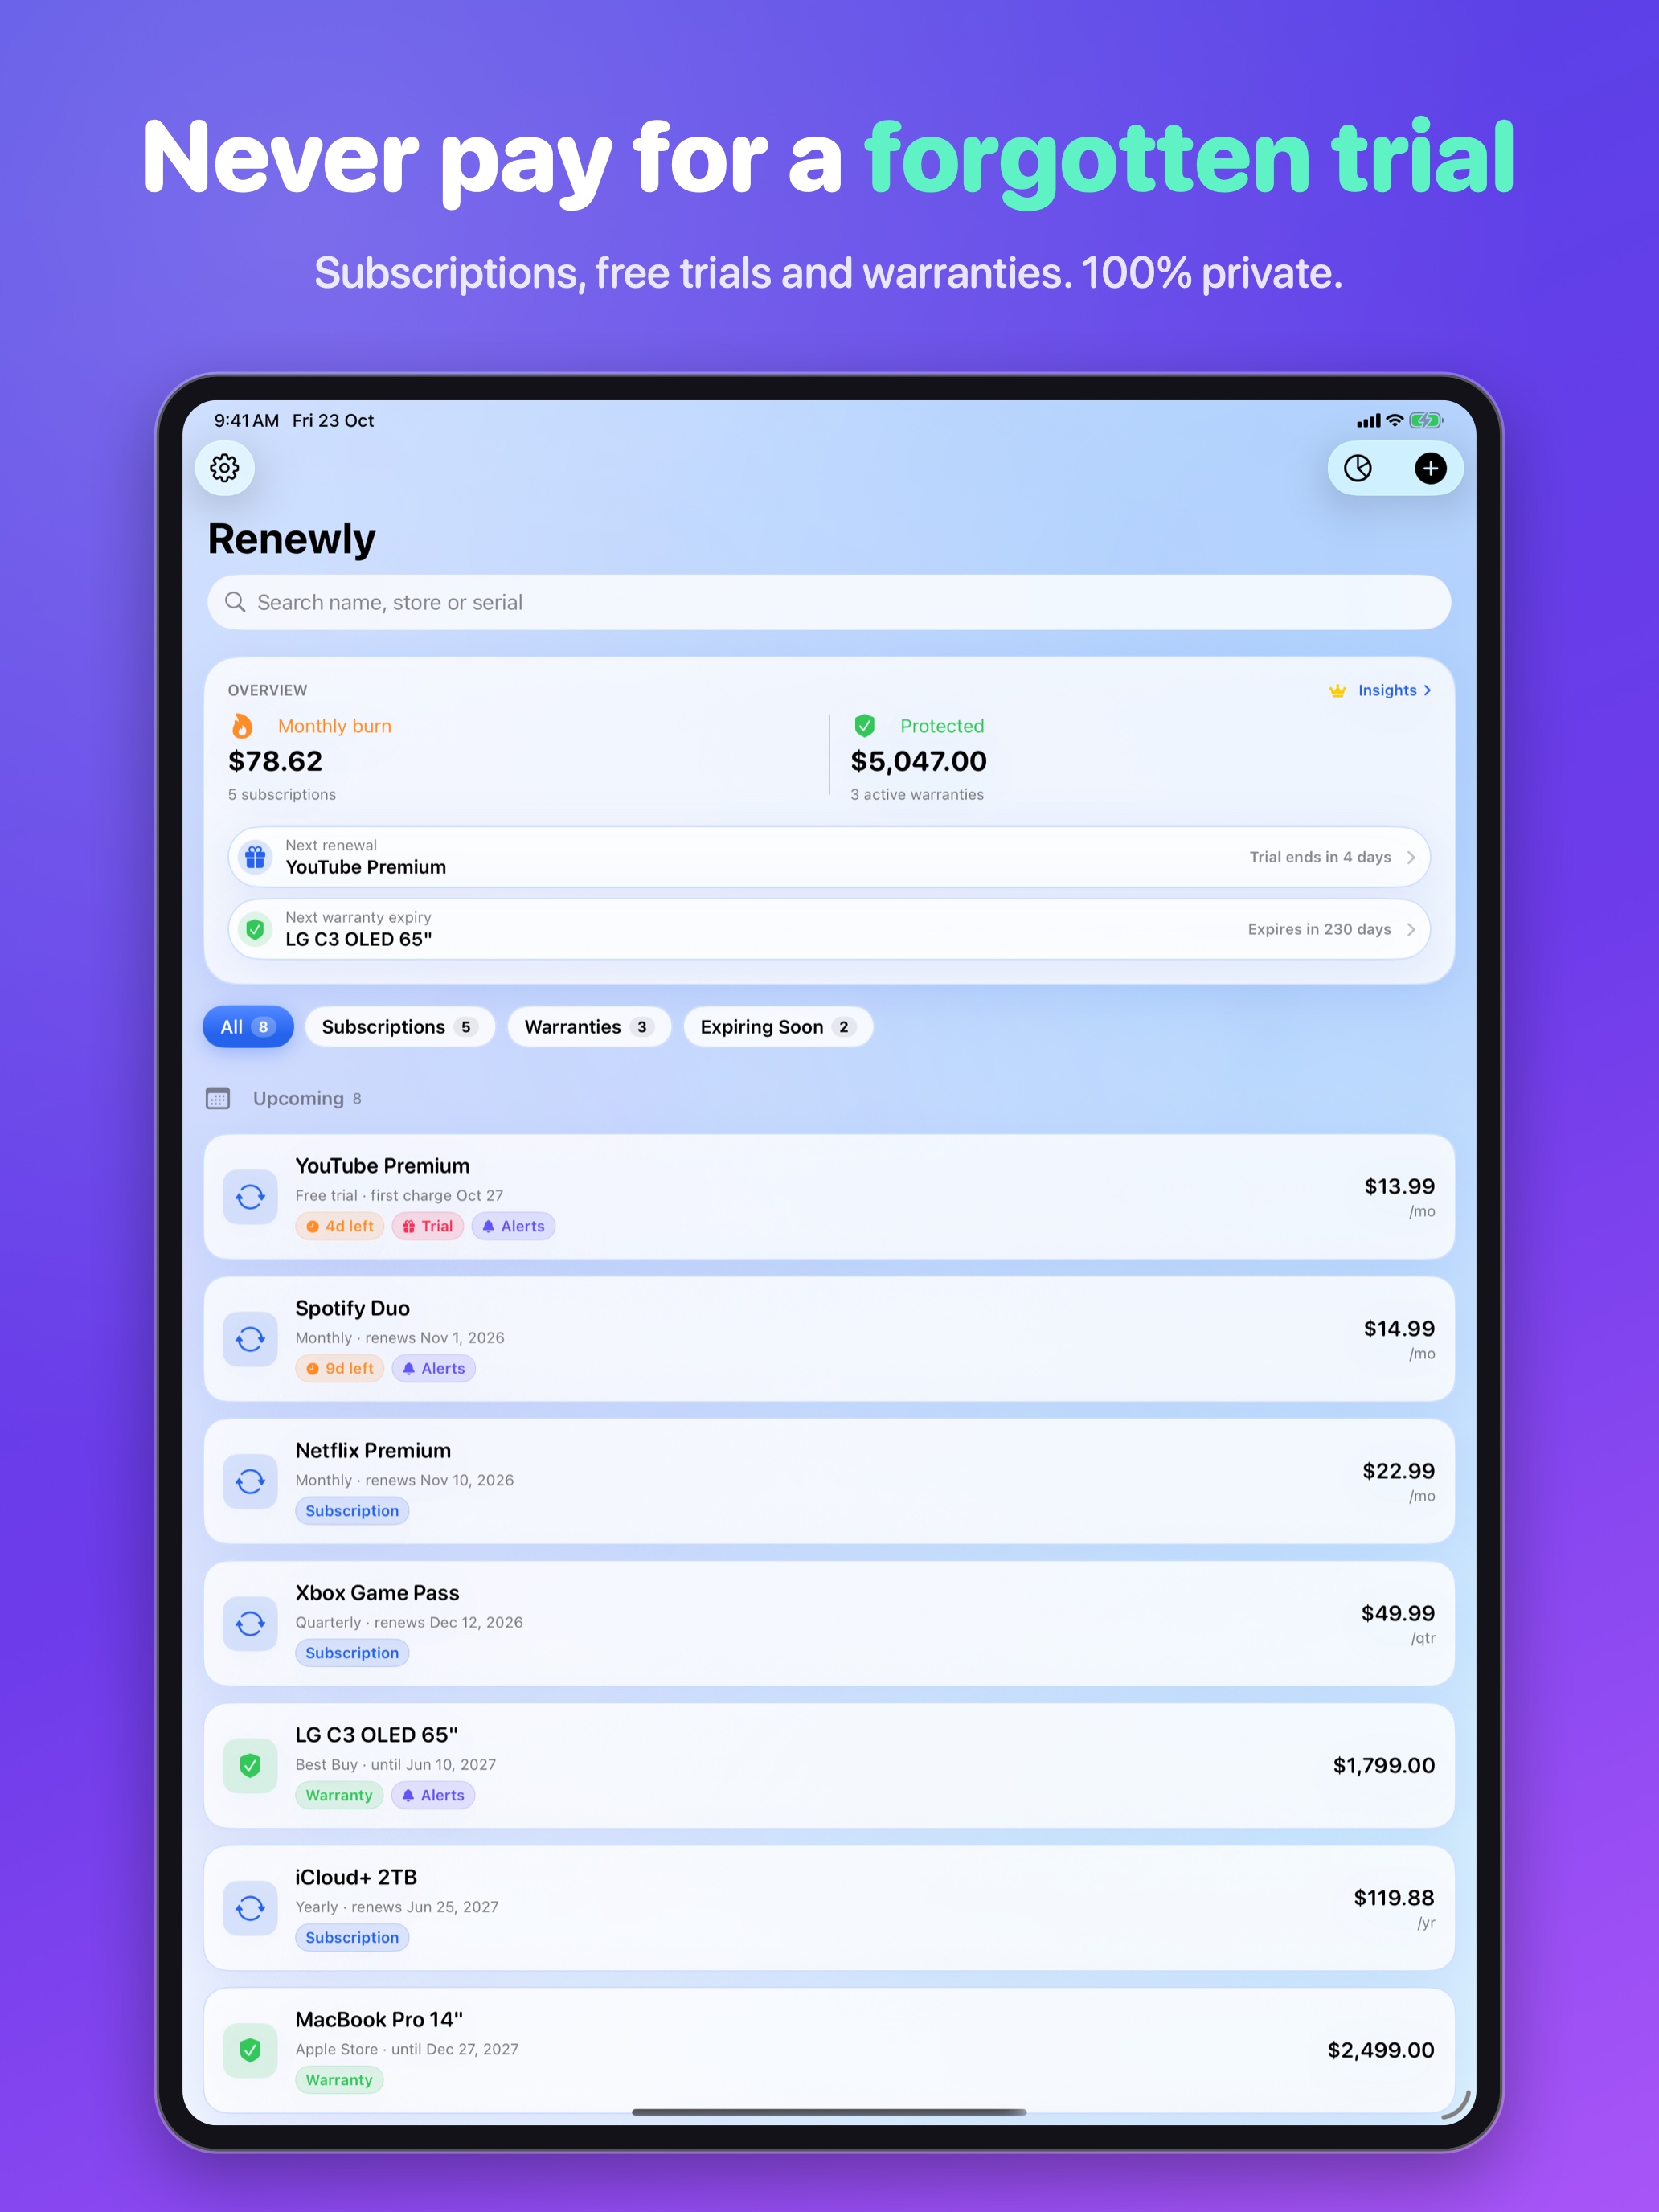 Never pay for a forgotten trial
Subscriptions, free trials and warranties. 100% private.
9:41 AM Fri 23 Oct
Renewly
Search name, store or serial
OVERVIEW
Insights
Monthly burn
$78.62
5 subscriptions
Protected
$5,047.00
3 active warranties
Next renewal
YouTube Premium
Trial ends in 4 days
Next warranty expiry
LG C3 OLED 65"
Expires in 230 days
All 8
Subscriptions 5
Warranties 3
Expiring Soon 2
Upcoming 8
YouTube Premium
Free trial · first charge Oct 27
4d left
Trial
Alerts
$13.99
/mo
Spotify Duo
Monthly · renews Nov 1, 2026
9d left
Alerts
$14.99
/mo
Netflix Premium
Monthly · renews Nov 10, 2026
Subscription
$22.99
/mo
Xbox Game Pass
Quarterly · renews Dec 12, 2026
Subscription
$49.99
/qtr
LG C3 OLED 65"
Best Buy · until Jun 10, 2027
Warranty
Alerts
$1,799.00
iCloud+ 2TB
Yearly · renews Jun 25, 2027
Subscription
$119.88
/yr
MacBook Pro 14"
Apple Store · until Dec 27, 2027
Warranty
$2,499.00